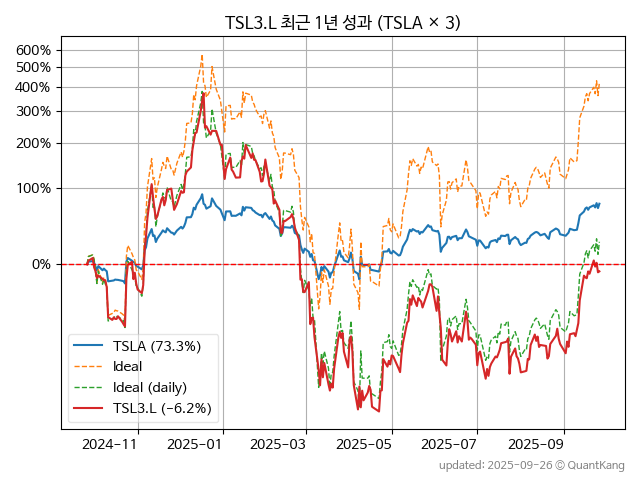 TSL3.L 최근 1년 성과 (TSLA × 3)
600%
500%
400%
300%
200%
100%
0%
TSLA (73.3%)
Ideal
Ideal (daily)
TSL3.L (-6.2%)
2024-11
2025-01
2025-03
2025-05
2025-07
2025-09
updated: 2025-09-26 © QuantKang